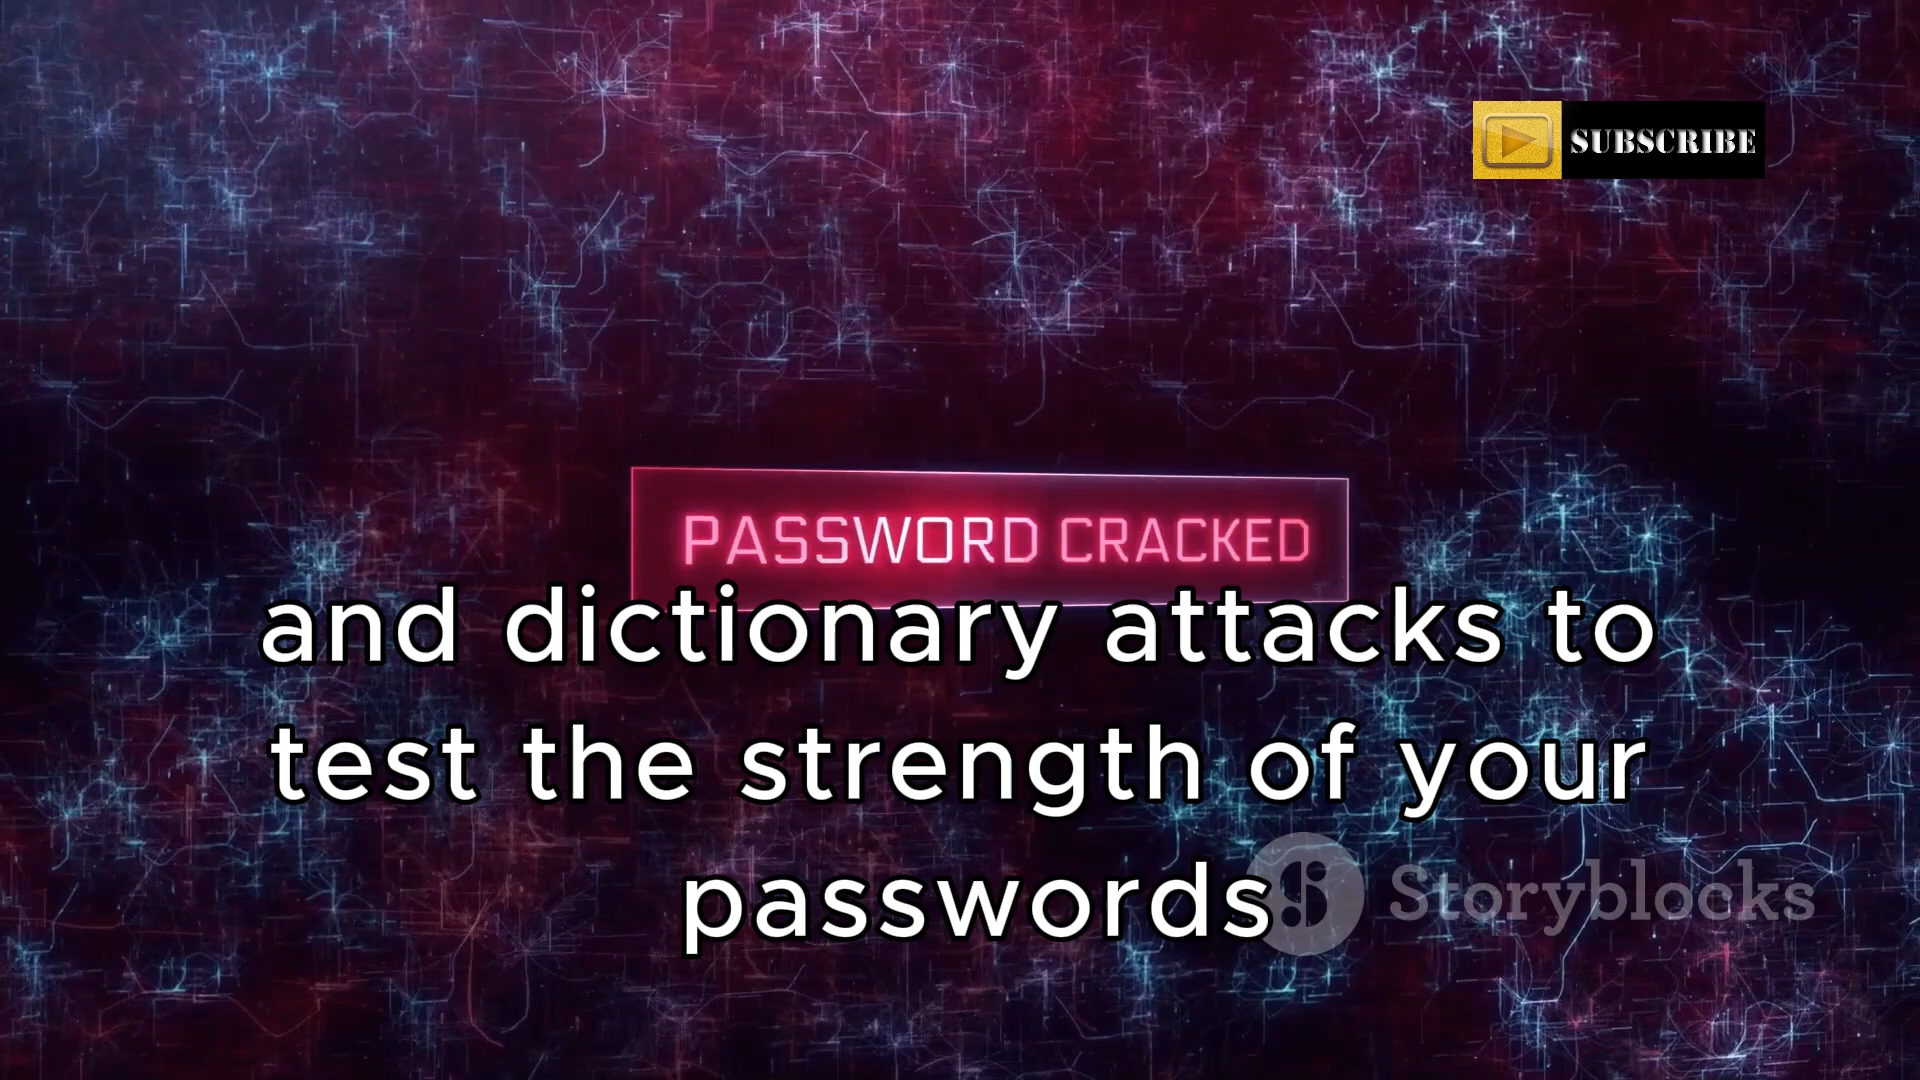 SUBSCRIBE
PASSWORD CRACKED
and dictionary attacks to
test the strength of your
passwords
Storyblocks